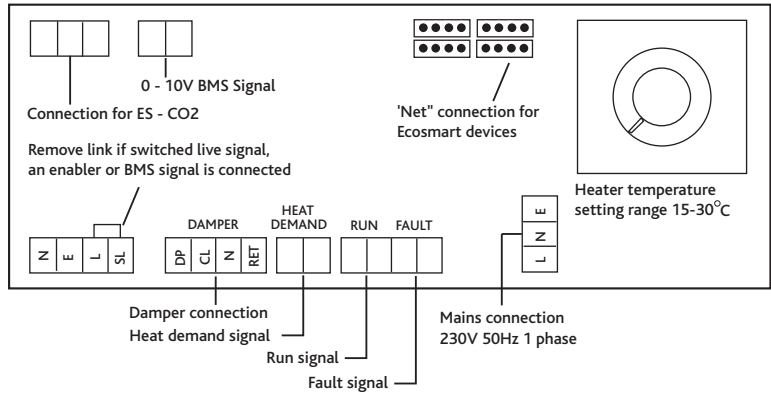 0 - 10V BMS Signal
Connection for ES - CO2
'Net" connection for
Ecosmart devices
Remove link if switched live signal,
an enabler or BMS signal is connected
Heater temperature
setting range 15-30°C
DAMPER
HEAT
DEMAND
RUN
FAULT
N E L SL
DP CL N RET
L N E
Damper connection
Heat demand signal
Run signal
Fault signal
Mains connection
230V 50Hz 1 phase